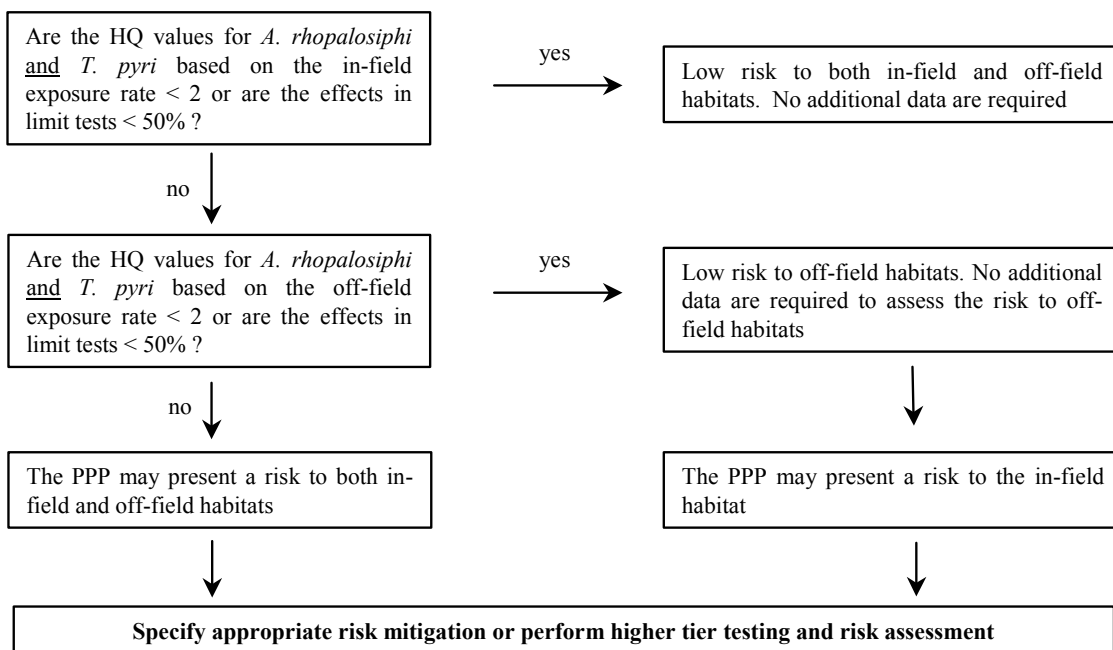 Are the HQ values for A. rhopalosiphi
and T. pyri based on the in-field
exposure rate < 2 or are the effects in
limit tests < 50% ?
yes
Low risk to both in-field and off-field
habitats. No additional data are required
no
Are the HQ values for A. rhopalosiphi
and T. pyri based on the off-field
exposure rate < 2 or are the effects in
limit tests < 50% ?
yes
Low risk to off-field habitats. No additional
data are required to assess the risk to off-
field habitats
no
The PPP may present a risk to both in-
field and off-field habitats
The PPP may present a risk to the in-field
habitat
Specify appropriate risk mitigation or perform higher tier testing and risk assessment